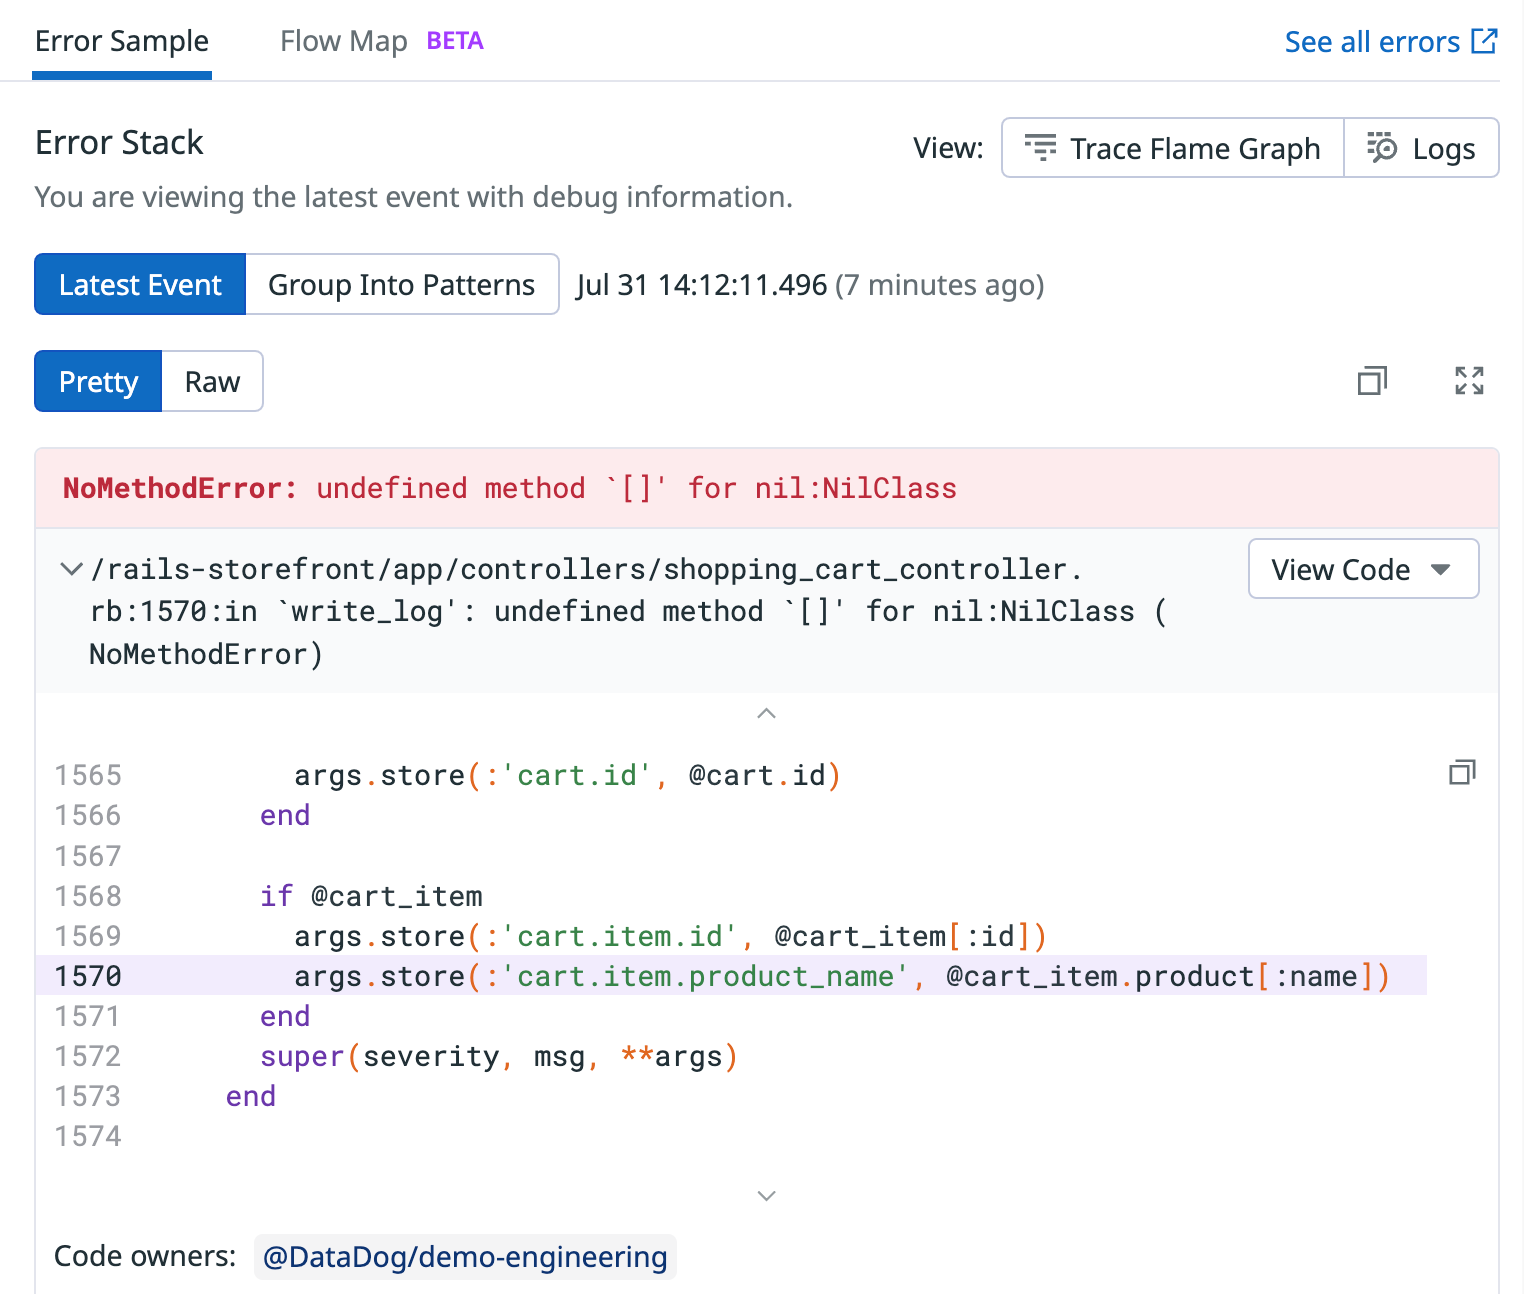 Error Sample
Flow Map BETA
See all errors
Error Stack
View:
Trace Flame Graph
Logs
You are viewing the latest event with debug information.
Latest Event
Group Into Patterns
Jul 31 14:12:11.496 (7 minutes ago)
Pretty
Raw
NoMethodError: undefined method `[]' for nil:NilClass
/rails-storefront/app/controllers/shopping_cart_controller.
rb:1570:in `write_log': undefined method `[]' for nil:NilClass (
NoMethodError)
View Code
1565 args.store(:'cart.id', @cart.id)
1566 end
1567
1568 if @cart_item
1569 args.store(:'cart.item.id', @cart_item[:id])
1570 args.store(:'cart.item.product_name', @cart_item.product[:name])
1571 end
1572 super(severity, msg, **args)
1573 end
1574
Code owners: @DataDog/demo-engineering